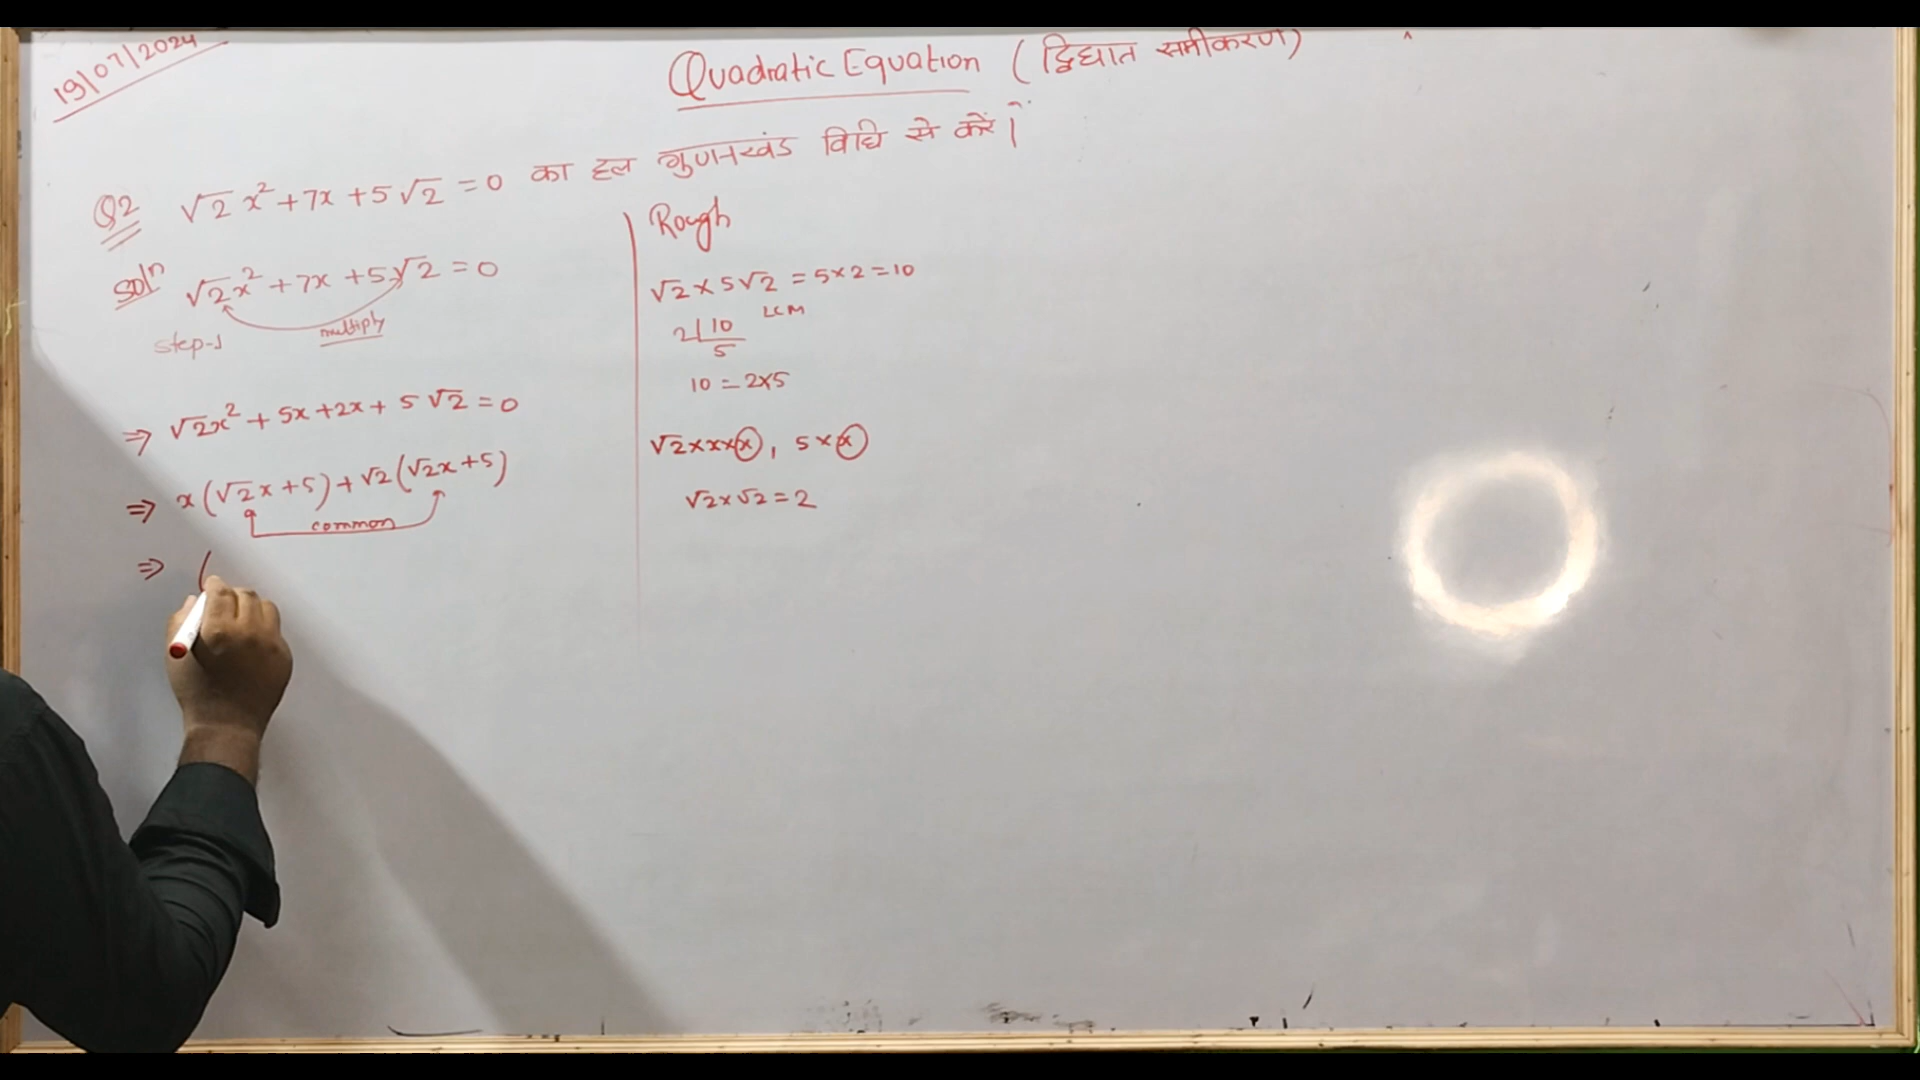 19/07/2024
Quadratic Equation (द्विघात समीकरण)
Q2 √2x² + 7x + 5√2 = 0 का हल गुणनखंड विधि से करें।
Solⁿ √2x² + 7x + 5√2 = 0
multiply
step-1
⇒ √2x² + 5x + 2x + 5√2 = 0
⇒ x(√2x + 5) + √2(√2x + 5)
common
⇒ (
Rough
√2 × 5√2 = 5 × 2 = 10
LCM
2 | 10
5
10 = 2×5
√2 × x × x, 5 × x
√2 × √2 = 2